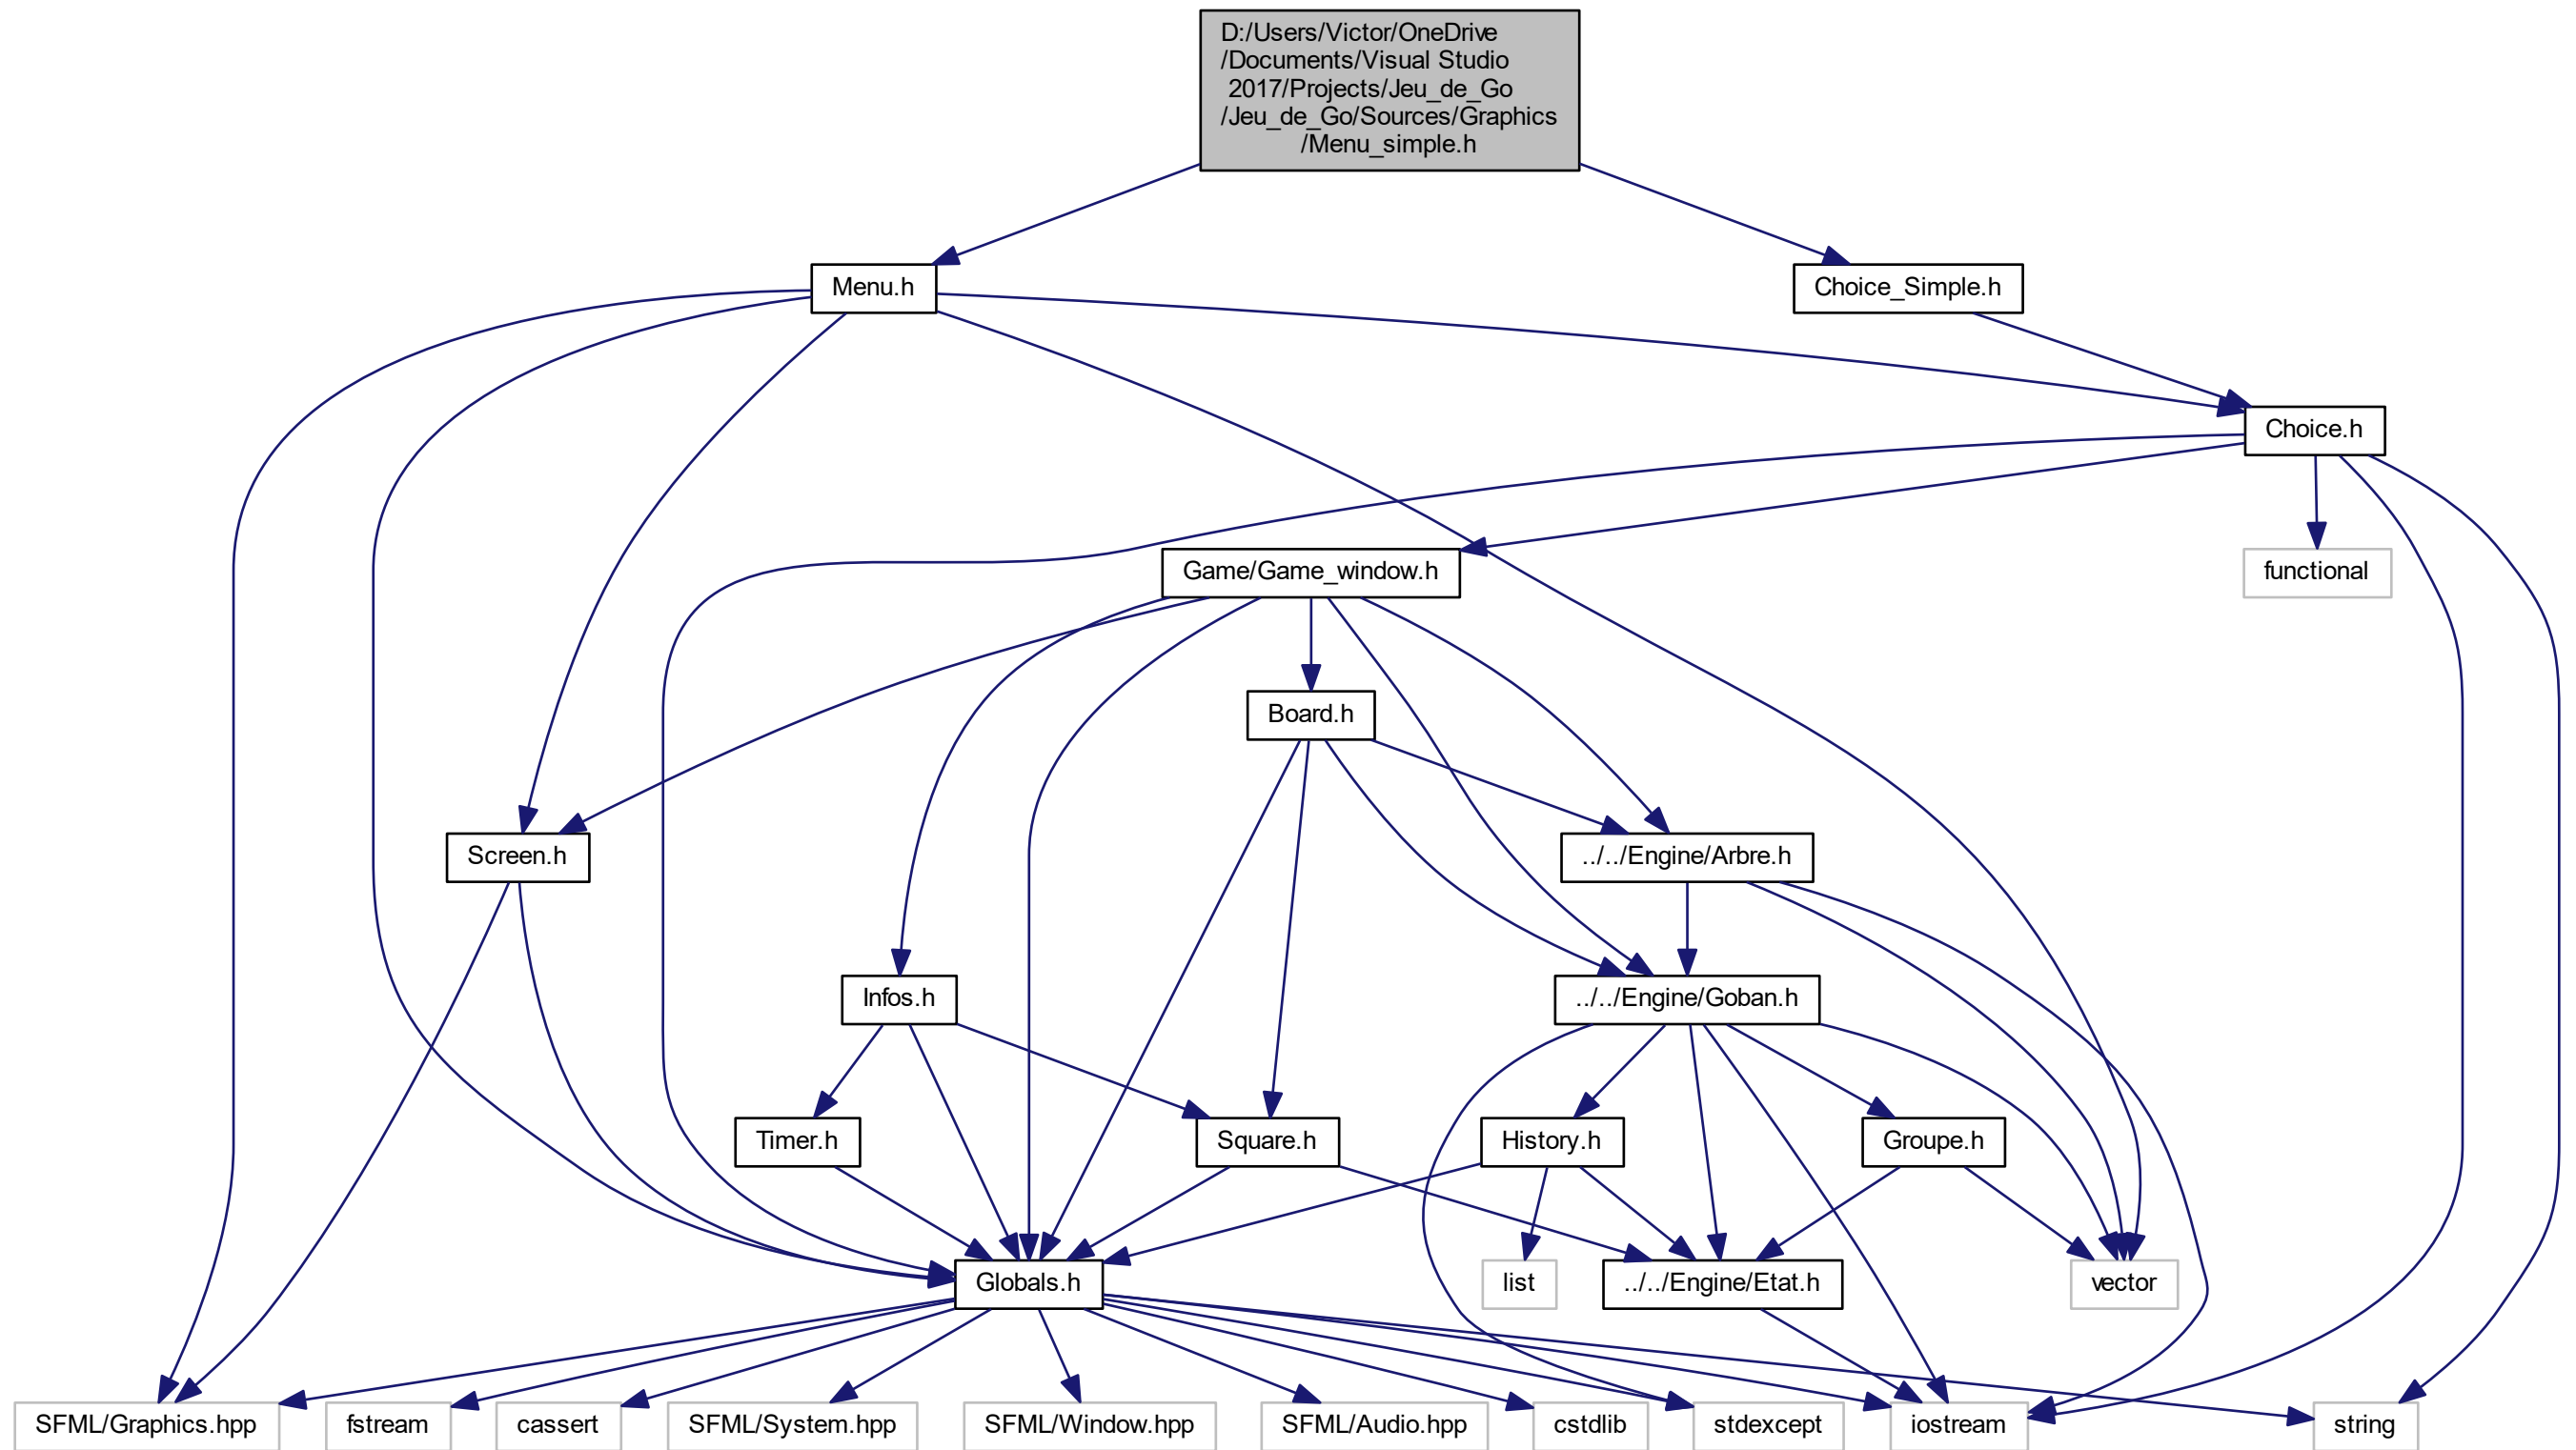 D:/Users/Victor/OneDrive
/Documents/Visual Studio
2017/Projects/Jeu_de_Go
/Jeu_de_Go/Sources/Graphics
/Menu_simple.h
Menu.h
Choice_Simple.h
Choice.h
Game/Game_window.h
functional
Board.h
Screen.h
../../Engine/Arbre.h
Infos.h
../../Engine/Goban.h
Timer.h
Square.h
History.h
Groupe.h
Globals.h
list
../../Engine/Etat.h
vector
SFML/Graphics.hpp
fstream
cassert
SFML/System.hpp
SFML/Window.hpp
SFML/Audio.hpp
cstdlib
stdexcept
iostream
string